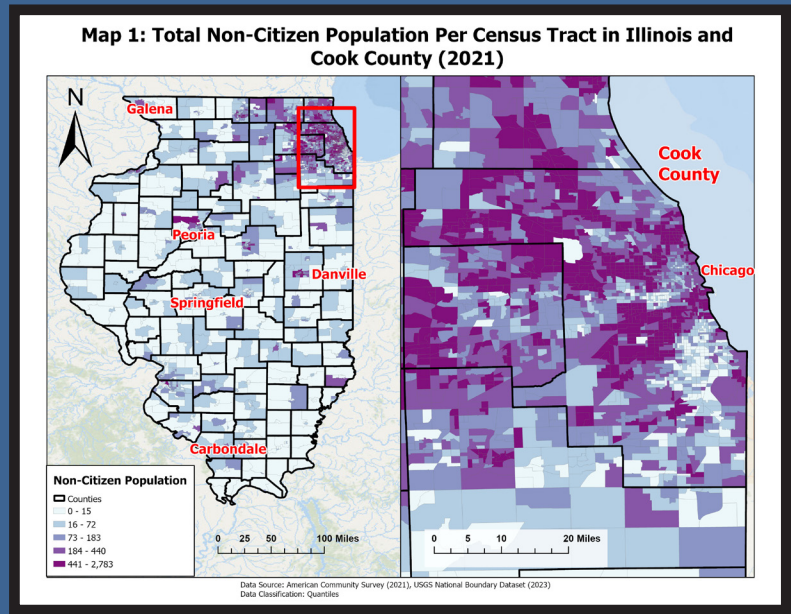 Map 1: Total Non-Citizen Population Per Census Tract in Illinois and
Cook County (2021)
N
Galena
Cook
County
Peoria
Danville
Chicago
Springfield
Carbondale
Non-Citizen Population
Counties
0 - 15
16 - 72
73 - 183
184 - 440
441 - 2,783
0 25 50 100 Miles
0 10 20 Miles
Data Source: American Community Survey (2021), USGS National Boundary Dataset (2023)
Data Classification: Quantiles